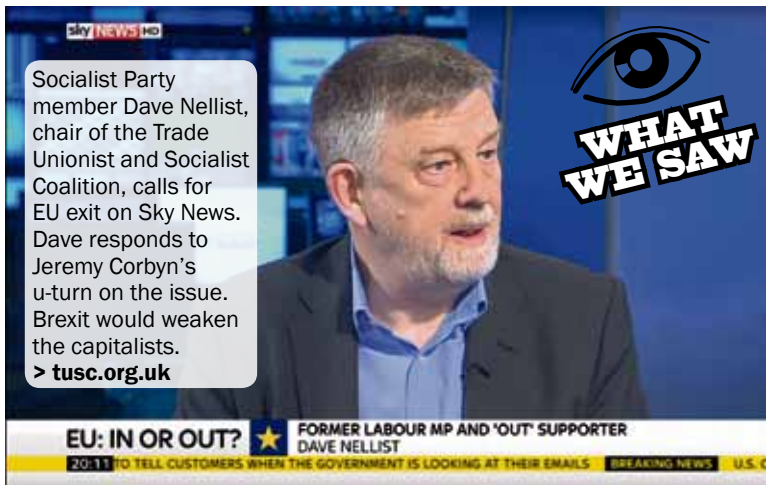 sky NEWS HD
Socialist Party
member Dave Nellist,
chair of the Trade
Unionist and Socialist
Coalition, calls for
EU exit on Sky News.
Dave responds to
Jeremy Corbyn’s
u-turn on the issue.
Brexit would weaken
the capitalists.
> tusc.org.uk
WHAT
WE SAW
EU: IN OR OUT?
FORMER LABOUR MP AND 'OUT' SUPPORTER
DAVE NELLIST
20:11 TO TELL CUSTOMERS WHEN THE GOVERNMENT IS LOOKING AT THEIR EMAILS BREAKING NEWS U.S.